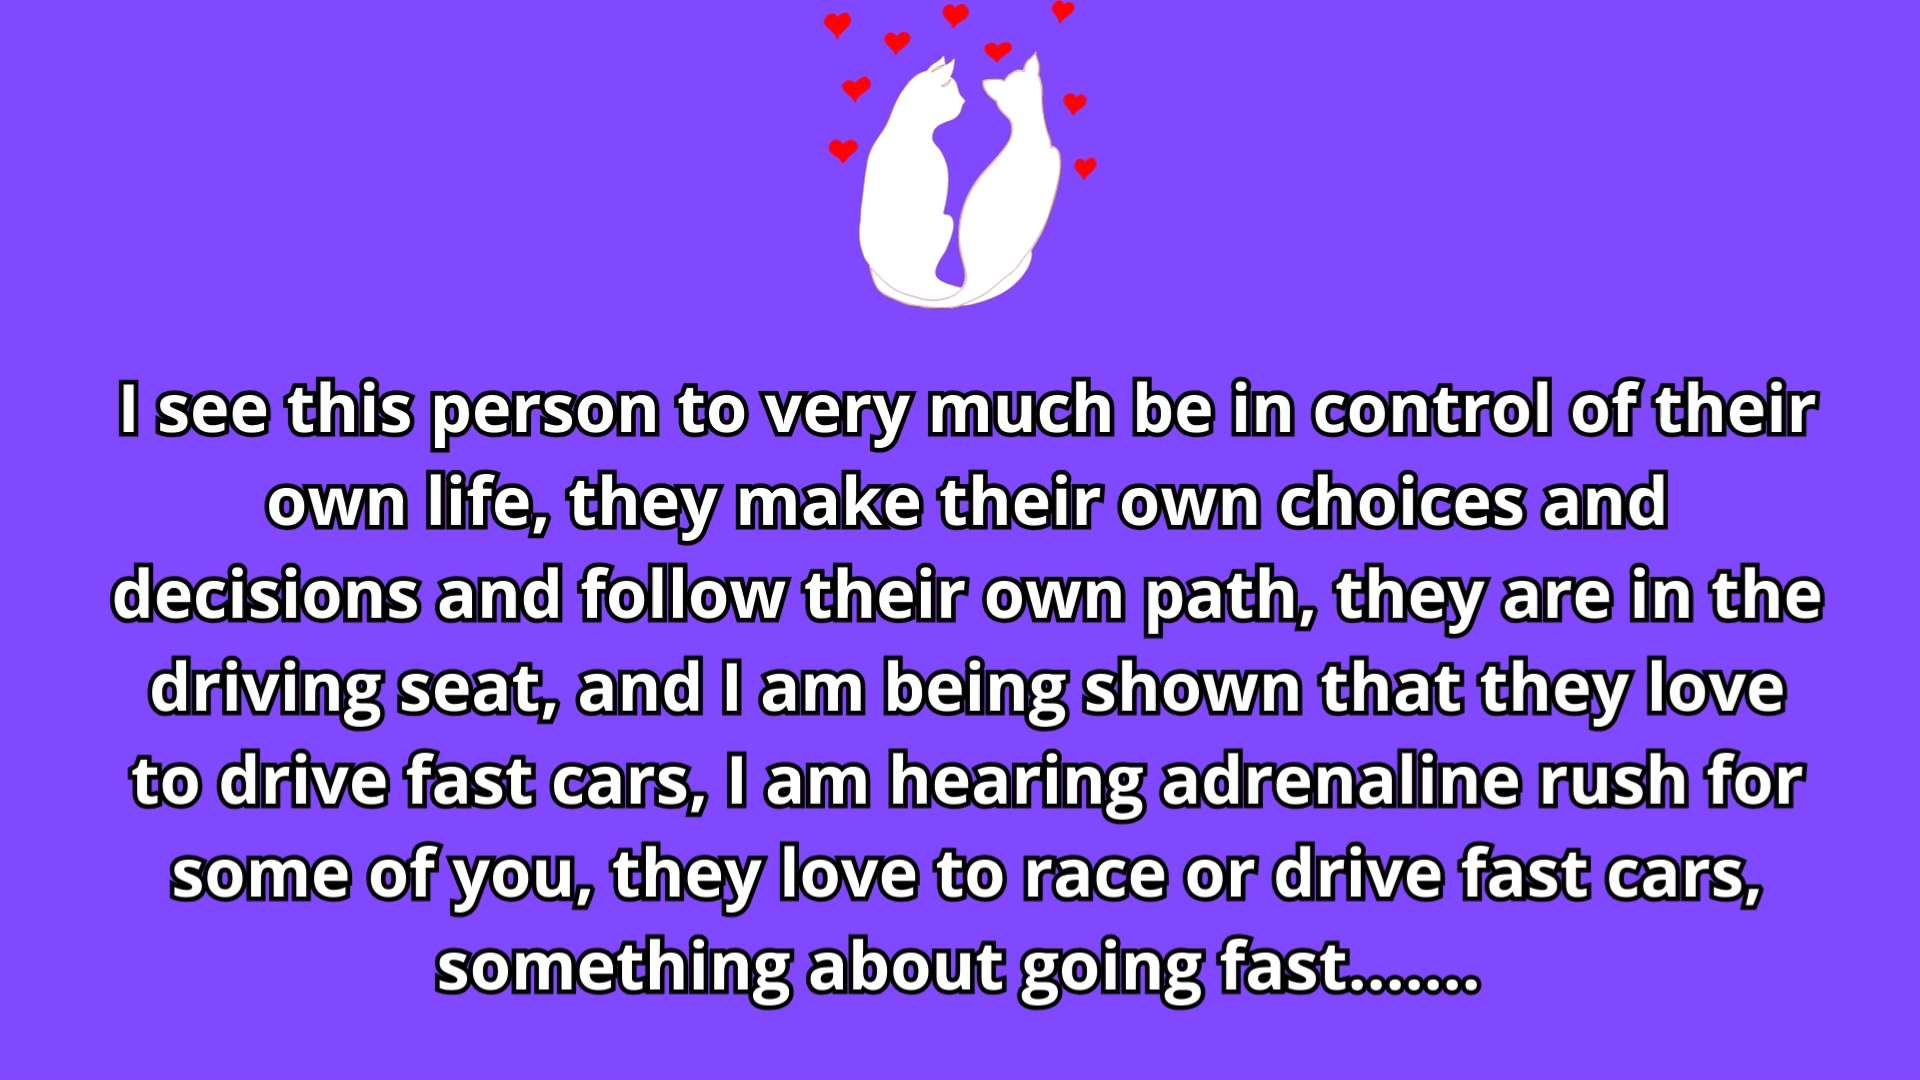 I see this person to very much be in control of their
own life, they make their own choices and
decisions and follow their own path, they are in the
driving seat, and I am being shown that they love
to drive fast cars, I am hearing adrenaline rush for
some of you, they love to race or drive fast cars,
something about going fast.......